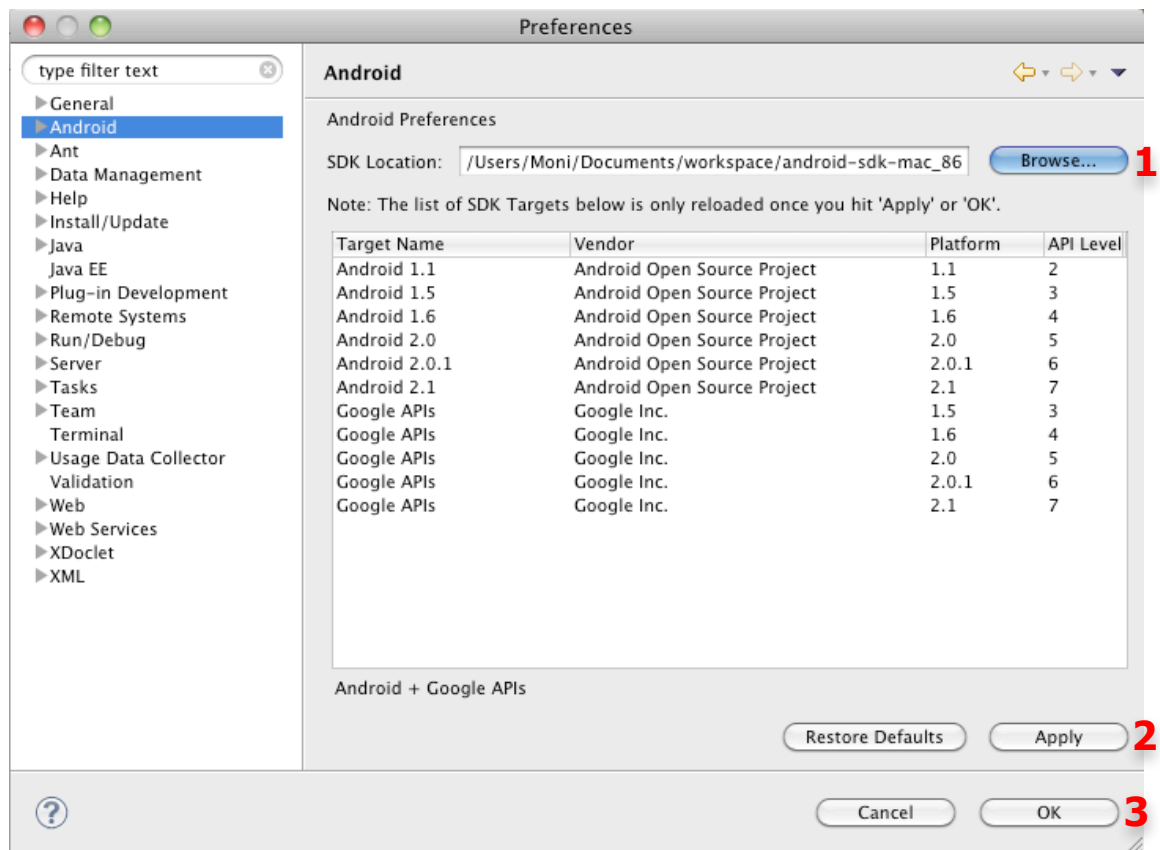 Preferences
type filter text
General
Android
Ant
Data Management
Help
Install/Update
Java
Java EE
Plug-in Development
Remote Systems
Run/Debug
Server
Tasks
Team
Terminal
Usage Data Collector
Validation
Web
Web Services
XDoclet
XML
Android
Android Preferences
SDK Location: /Users/Moni/Documents/workspace/android-sdk-mac_86 Browse... 1
Note: The list of SDK Targets below is only reloaded once you hit 'Apply' or 'OK'.
Target Name Vendor Platform API Level
Android 1.1 Android Open Source Project 1.1 2
Android 1.5 Android Open Source Project 1.5 3
Android 1.6 Android Open Source Project 1.6 4
Android 2.0 Android Open Source Project 2.0 5
Android 2.0.1 Android Open Source Project 2.0.1 6
Android 2.1 Android Open Source Project 2.1 7
Google APIs Google Inc. 1.5 3
Google APIs Google Inc. 1.6 4
Google APIs Google Inc. 2.0 5
Google APIs Google Inc. 2.0.1 6
Google APIs Google Inc. 2.1 7
Android + Google APIs
Restore Defaults Apply 2
? Cancel OK 3